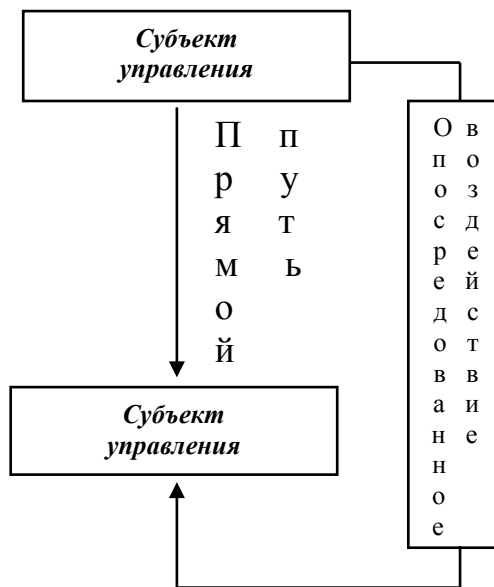 Субъект
управления
Прямой
путь
Опосредованное
воздействие
Субъект
управления